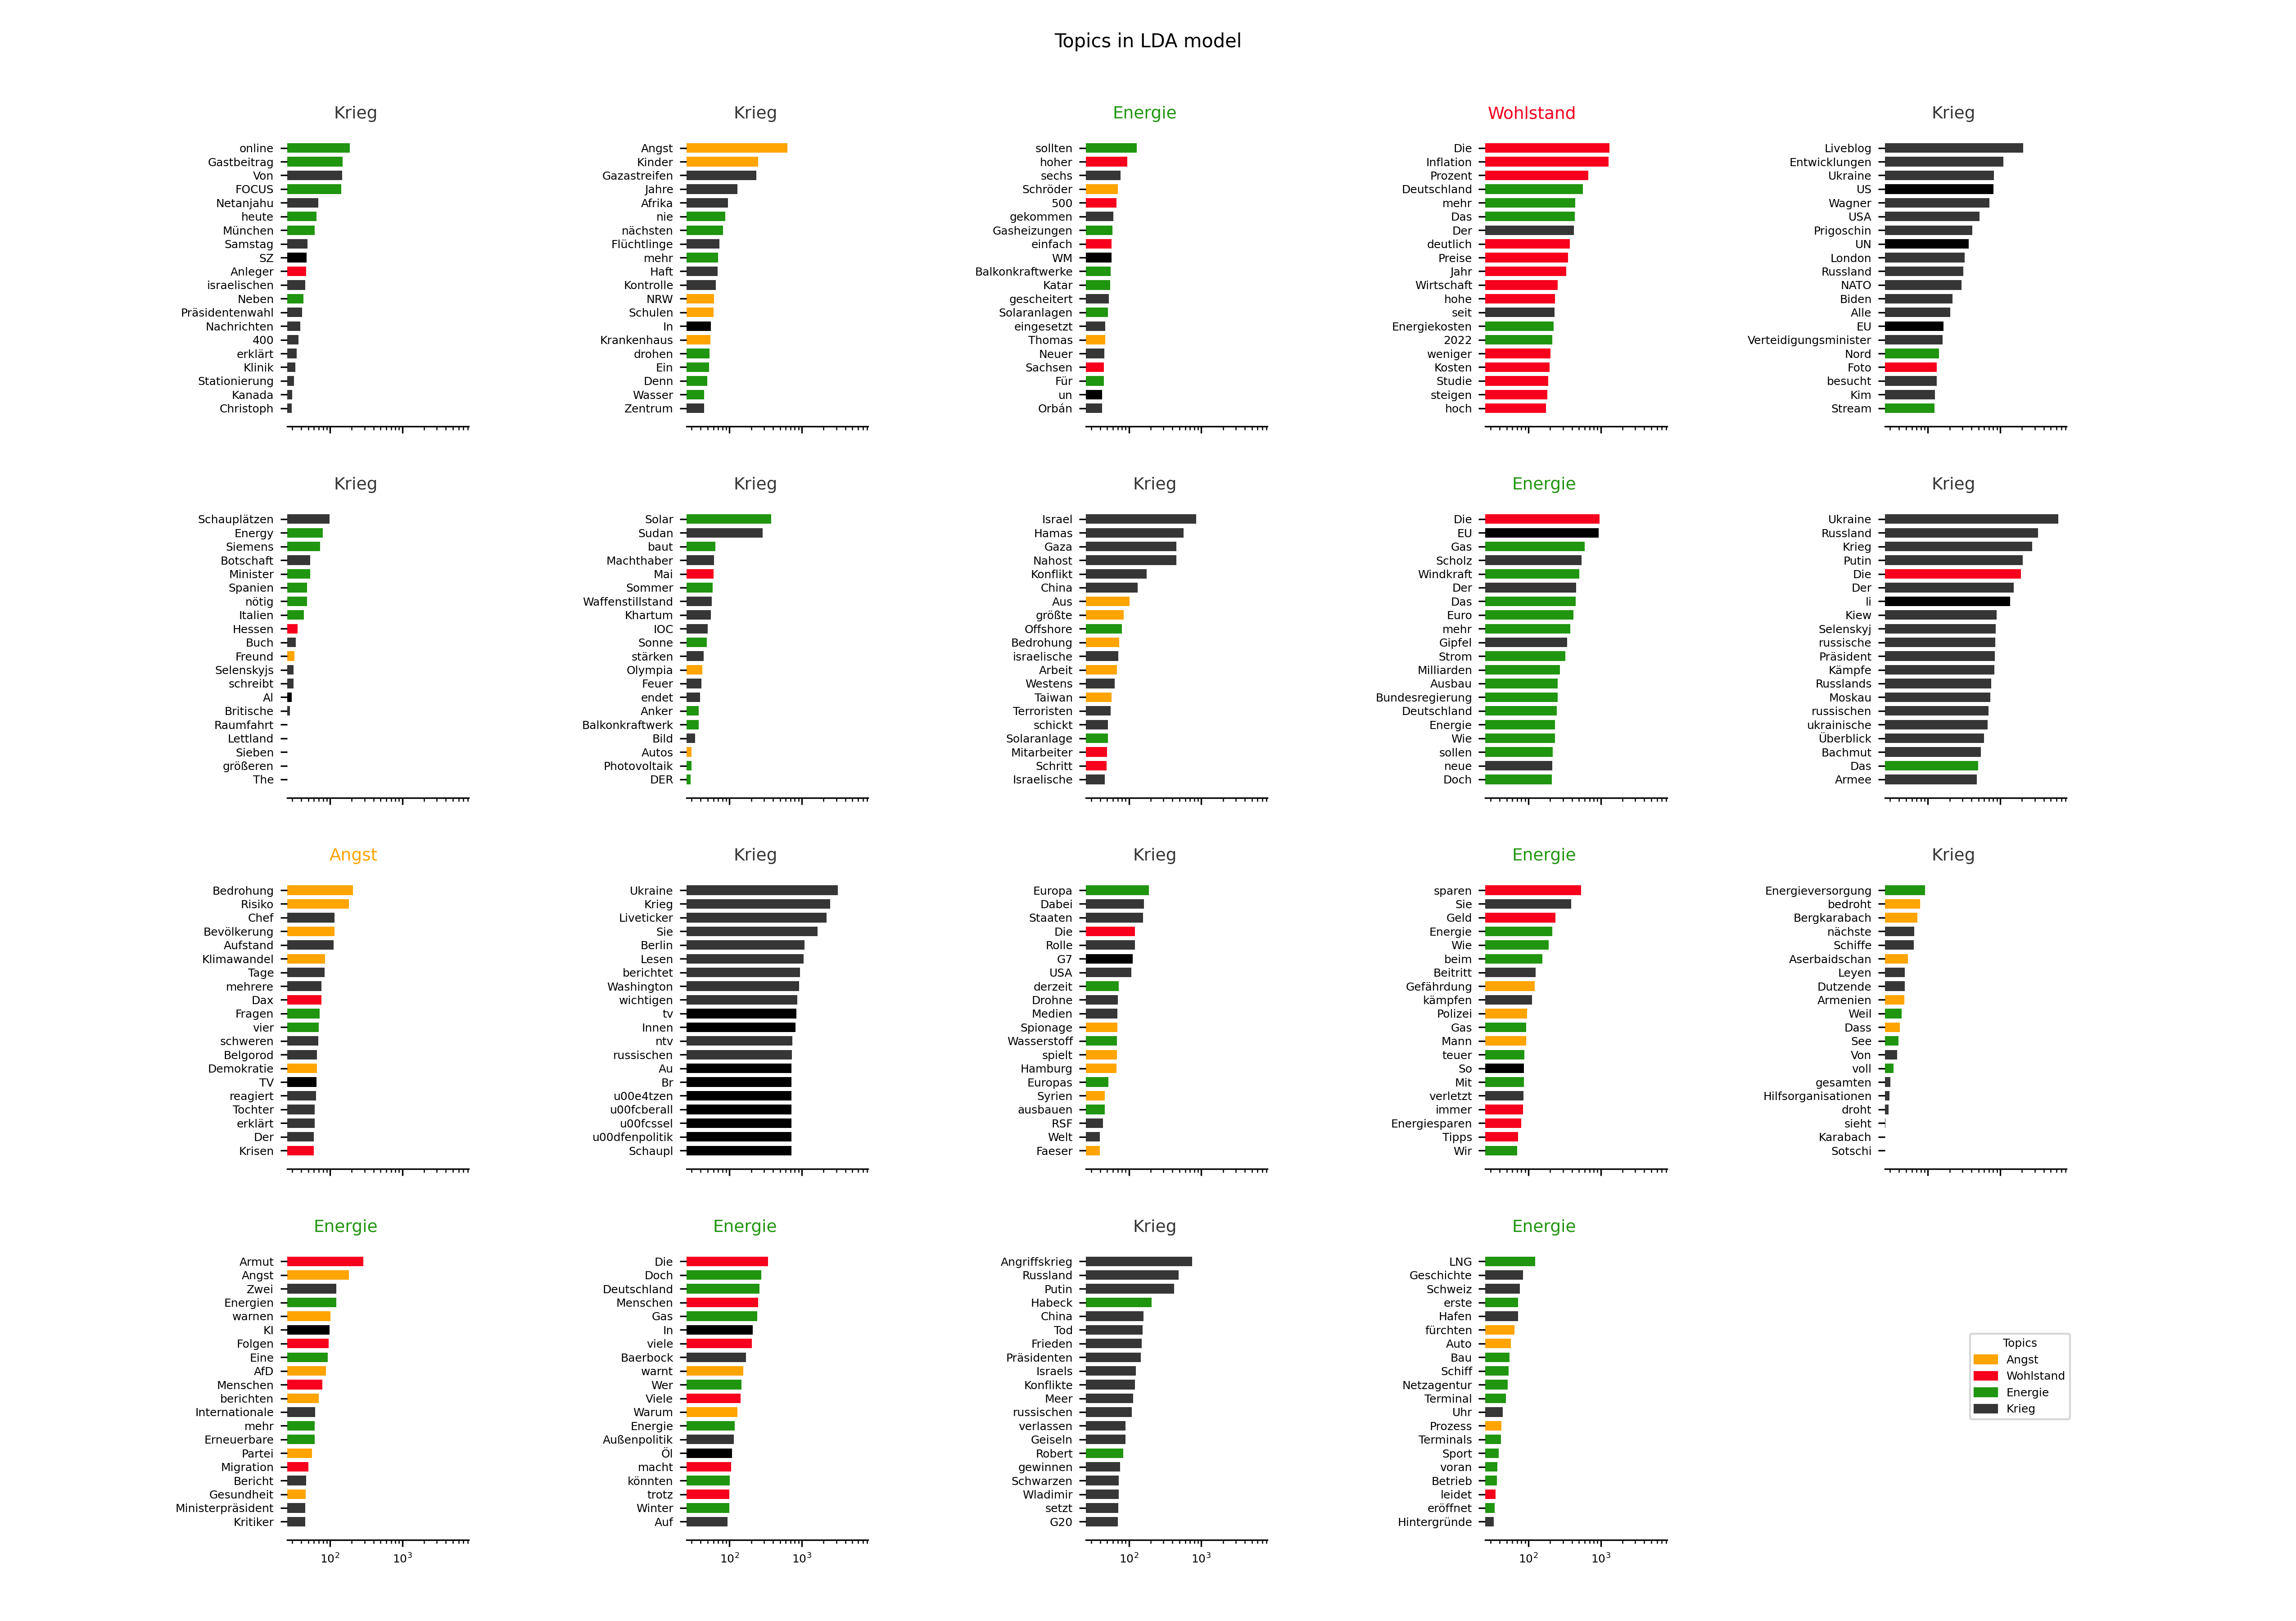 Topics in LDA model
Krieg
online
Gastbeitrag
Von
FOCUS
Netanjahu
heute
München
Samstag
SZ
Anleger
israelischen
Neben
Präsidentenwahl
Nachrichten
400
erklärt
Klinik
Stationierung
Kanada
Christoph
Krieg
Angst
Kinder
Gazastreifen
Jahre
Afrika
nie
nächsten
Flüchtlinge
mehr
Haft
Kontrolle
NRW
Schulen
In
Krankenhaus
drohen
Ein
Denn
Wasser
Zentrum
Energie
sollten
hoher
sechs
Schröder
500
gekommen
Gasheizungen
einfach
WM
Balkonkraftwerke
Katar
gescheitert
Solaranlagen
eingesetzt
Thomas
Neuer
Sachsen
Für
un
Orbán
Wohlstand
Die
Inflation
Prozent
Deutschland
mehr
Das
Der
deutlich
Preise
Jahr
Wirtschaft
hohe
seit
Energiekosten
2022
weniger
Kosten
Studie
steigen
hoch
Krieg
Liveblog
Entwicklungen
Ukraine
US
Wagner
USA
Prigoschin
UN
London
Russland
NATO
Biden
Alle
EU
Verteidigungsminister
Nord
Foto
besucht
Kim
Stream
Krieg
Schauplätzen
Energy
Siemens
Botschaft
Minister
Spanien
nötig
Italien
Hessen
Buch
Freund
Selenskyjs
schreibt
Al
Britische
Raumfahrt
Lettland
Sieben
größeren
The
Krieg
Solar
Sudan
baut
Machthaber
Mai
Sommer
Waffenstillstand
Khartum
IOC
Sonne
stärken
Olympia
Feuer
endet
Anker
Balkonkraftwerk
Bild
Autos
Photovoltaik
DER
Krieg
Israel
Hamas
Gaza
Nahost
Konflikt
China
Aus
größte
Offshore
Bedrohung
israelische
Arbeit
Westens
Taiwan
Terroristen
schickt
Solaranlage
Mitarbeiter
Schritt
Israelische
Energie
Die
EU
Gas
Scholz
Windkraft
Der
Das
Euro
mehr
Gipfel
Strom
Milliarden
Ausbau
Bundesregierung
Deutschland
Energie
Wie
sollen
neue
Doch
Krieg
Ukraine
Russland
Krieg
Putin
Die
Der
li
Kiew
Selenskyj
russische
Präsident
Kämpfe
Russlands
Moskau
russischen
ukrainische
Überblick
Bachmut
Das
Armee
Angst
Bedrohung
Risiko
Chef
Bevölkerung
Aufstand
Klimawandel
Tage
mehrere
Dax
Fragen
vier
schweren
Belgorod
Demokratie
TV
reagiert
Tochter
erklärt
Der
Krisen
Krieg
Ukraine
Krieg
Liveticker
Sie
Berlin
Lesen
berichtet
Washington
wichtigen
tv
Innen
ntv
russischen
Au
Br
u00e4tzen
u00fcberall
u00fcssel
u00dfenpolitik
Schaupl
Krieg
Europa
Dabei
Staaten
Die
Rolle
G7
USA
derzeit
Drohne
Medien
Spionage
Wasserstoff
spielt
Hamburg
Europas
Syrien
ausbauen
RSF
Welt
Faeser
Energie
sparen
Sie
Geld
Energie
Wie
beim
Beitritt
Gefährdung
kämpfen
Polizei
Gas
Mann
teuer
So
Mit
verletzt
immer
Energiesparen
Tipps
Wir
Krieg
Energieversorgung
bedroht
Bergkarabach
nächste
Schiffe
Aserbaidschan
Leyen
Dutzende
Armenien
Weil
Dass
See
Von
voll
gesamten
Hilfsorganisationen
droht
sieht
Karabach
Sotschi
Energie
Armut
Angst
Zwei
Energien
warnen
KI
Folgen
Eine
AfD
Menschen
berichten
Internationale
mehr
Erneuerbare
Partei
Migration
Bericht
Gesundheit
Ministerpräsident
Kritiker
10²
10³
Energie
Die
Doch
Deutschland
Menschen
Gas
In
viele
Baerbock
warnt
Wer
Viele
Warum
Energie
Außenpolitik
Öl
macht
könnten
trotz
Winter
Auf
10²
10³
Krieg
Angriffskrieg
Russland
Putin
Habeck
China
Tod
Frieden
Präsidenten
Israels
Konflikte
Meer
russischen
verlassen
Geiseln
Robert
gewinnen
Schwarzen
Wladimir
setzt
G20
10²
10³
Energie
LNG
Geschichte
Schweiz
erste
Hafen
fürchten
Auto
Bau
Schiff
Netzagentur
Terminal
Uhr
Prozess
Terminals
Sport
voran
Betrieb
leidet
eröffnet
Hintergründe
10²
10³
Topics
Angst
Wohlstand
Energie
Krieg